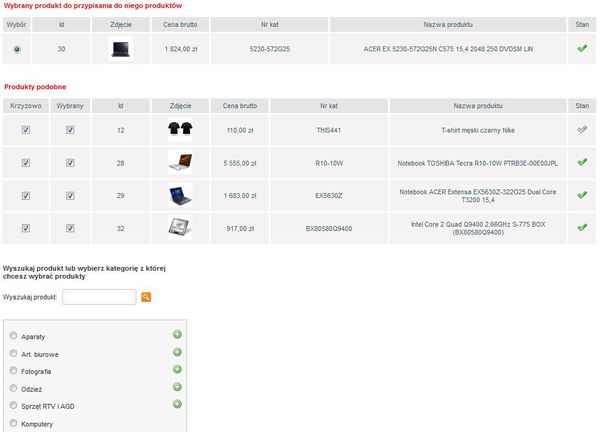 Wybrany produkt do przypisania do niego produktów
Wybór Id Zdjęcie Cena brutto Nr kat Nazwa produktu Stan
30 1 824,00 zł 5230-572G25 ACER EX 5230-572G25N C575 15,4 2048 250 DVDSM LIN
Produkty podobne
Krzyżowo Wybrany Id Zdjęcie Cena brutto Nr kat Nazwa produktu Stan
12 110,00 zł THIS441 T-shirt męski czarny Nike
28 5 555,00 zł R10-10W Notebook TOSHIBA Tecra R10-10W PTRB3E-00E00JPL
29 1 683,00 zł EX5630Z Notebook ACER Extensa EX5630Z-322G25 Dual Core
T3200 15,4
32 917,00 zł BX80580Q9400 Intel Core 2 Quad Q9400 2,66GHz S-775 BOX
(BX80580Q9400)
Wyszukaj produkt lub wybierz kategorię z której
chcesz wybrać produkty
Wyszukaj produkt:
Aparaty
Art. biurowe
Fotografia
Odzież
Sprzęt RTV i AGD
Komputery